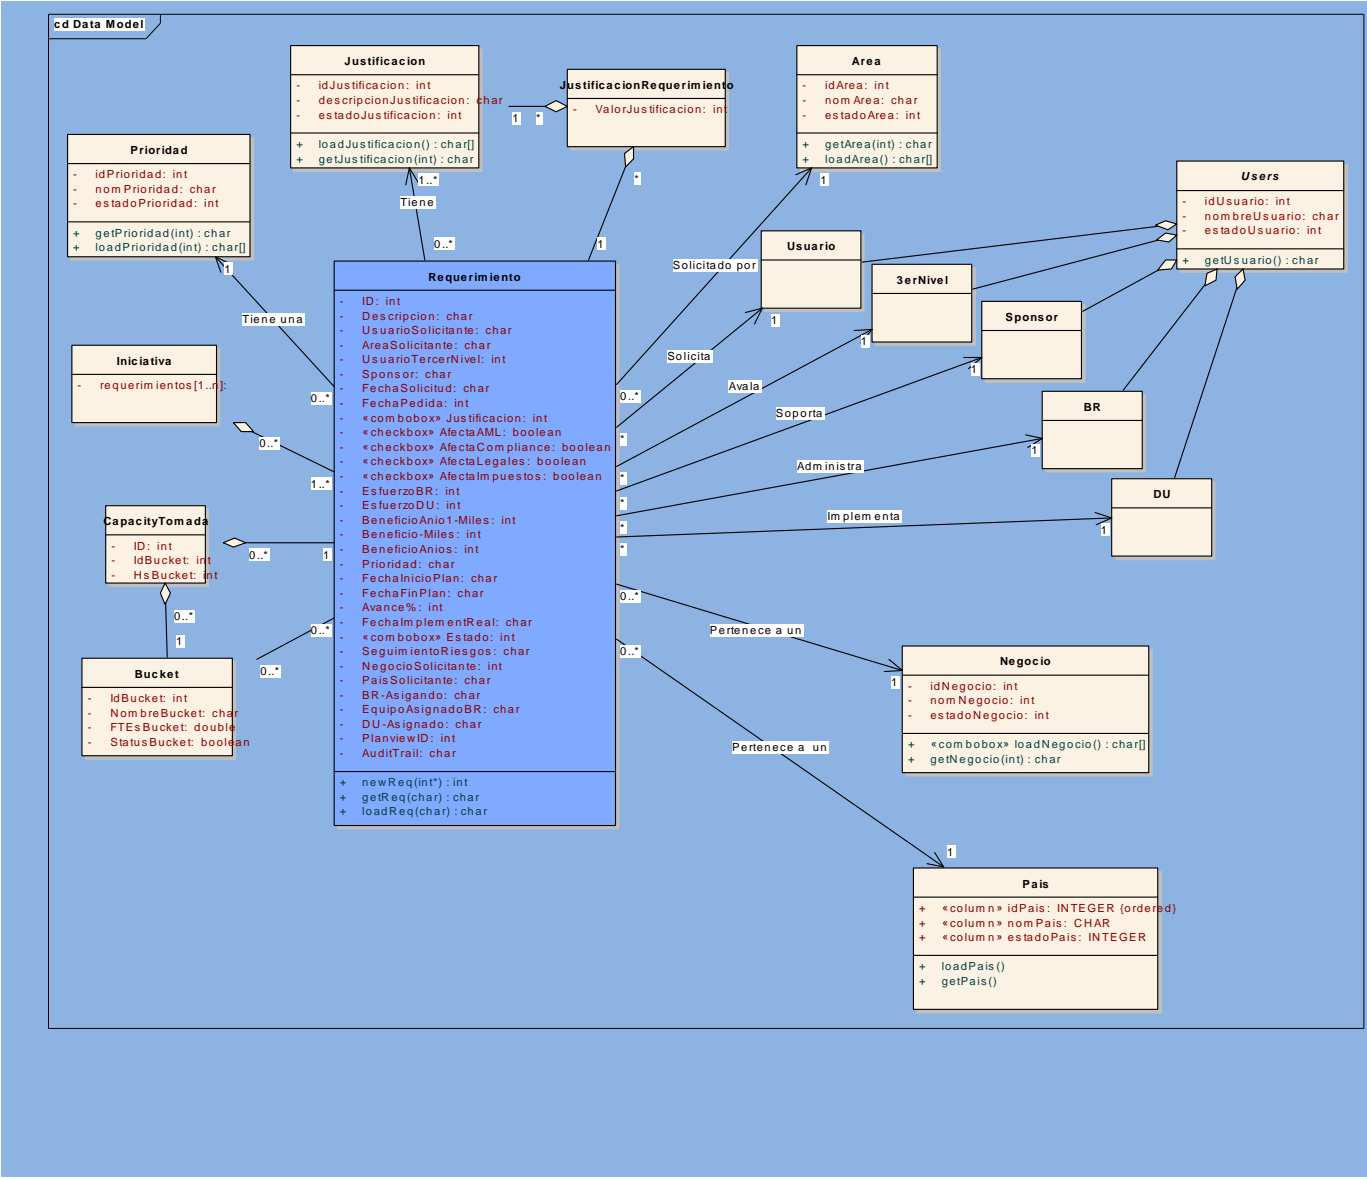 cd Data Model
Justificacion
- idJustificacion: int
- descripcionJustificacion: char
- estadoJustificacion: int
+ loadJustificacion() : char[]
+ getJustificacion(int) : char
JustificacionRequerimiento
- ValorJustificacion: int
1
*
*
1
1..*
Tiene
0..*
Area
- idArea: int
- nomArea: char
- estadoArea: int
+ getArea(int) : char
+ loadArea() : char[]
1
Solicitado por
0..*
Prioridad
- idPrioridad: int
- nomPrioridad: char
- estadoPrioridad: int
+ getPrioridad(int) : char
+ loadPrioridad(int) : char[]
1
Tiene una
0..*
Users
- idUsuario: int
- nombreUsuario: char
- estadoUsuario: int
+ getUsuario() : char
Usuario
1
Solicita
*
3erNivel
1
Avala
*
Sponsor
1
Soporta
*
BR
1
Administra
*
DU
1
Implementa
*
Iniciativa
- requerimientos[1..n]:
0..*
1..*
CapacityTomada
- ID: int
- IdBucket: int
- HsBucket: int
0..*
1
0..*
1
Bucket
- IdBucket: int
- NombreBucket: char
- FTEsBucket: double
- StatusBucket: boolean
0..*
0..*
Requerimiento
- ID: int
- Descripcion: char
- UsuarioSolicitante: char
- AreaSolicitante: char
- UsuarioTercerNivel: int
- Sponsor: char
- FechaSolicitud: char
- FechaPedida: int
- «combobox» Justificacion: int
- «checkbox» AfectaAML: boolean
- «checkbox» AfectaCompliance: boolean
- «checkbox» AfectaLegales: boolean
- «checkbox» AfectaImpuestos: boolean
- EsfuerzoBR: int
- EsfuerzoDU: int
- BeneficioAnio1-Miles: int
- Beneficio-Miles: int
- BeneficioAnios: int
- Prioridad: char
- FechaInicioPlan: char
- FechaFinPlan: char
- Avance%: int
- FechaImplementReal: char
- «combobox» Estado: int
- SeguimientoRiesgos: char
- NegocioSolicitante: int
- PaisSolicitante: char
- BR-Asigando: char
- EquipoAsignadoBR: char
- DU-Asignado: char
- PlanviewID: int
- AuditTrail: char
+ newReq(int*) : int
+ getReq(char) : char
+ loadReq(char) : char
0..*
Pertenece a un
1
Negocio
- idNegocio: int
- nomNegocio: int
- estadoNegocio: int
+ «combobox» loadNegocio() : char[]
+ getNegocio(int) : char
0..*
Pertenece a un
1
Pais
+ «column» idPais: INTEGER {ordered}
+ «column» nomPais: CHAR
+ «column» estadoPais: INTEGER
+ loadPais()
+ getPais()